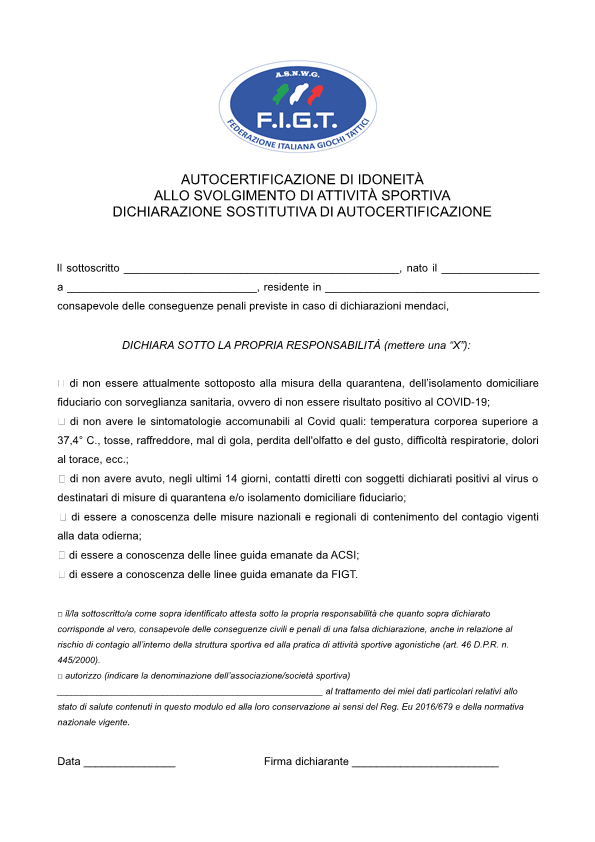 A.S.N.W.G.
F.I.G.T.
FEDERAZIONE ITALIANA GIOCHI TATTICI
AUTOCERTIFICAZIONE DI IDONEITÀ
ALLO SVOLGIMENTO DI ATTIVITÀ SPORTIVA
DICHIARAZIONE SOSTITUTIVA DI AUTOCERTIFICAZIONE
Il sottoscritto ______________________________________________, nato il ________________
a ________________________________, residente in ____________________________________
consapevole delle conseguenze penali previste in caso di dichiarazioni mendaci,
DICHIARA SOTTO LA PROPRIA RESPONSABILITÀ (mettere una “X”):
□ di non essere attualmente sottoposto alla misura della quarantena, dell’isolamento domiciliare
fiduciario con sorveglianza sanitaria, ovvero di non essere risultato positivo al COVID-19;
□ di non avere le sintomatologie accomunabili al Covid quali: temperatura corporea superiore a
37,4° C., tosse, raffreddore, mal di gola, perdita dell'olfatto e del gusto, difficoltà respiratorie, dolori
al torace, ecc.;
□ di non avere avuto, negli ultimi 14 giorni, contatti diretti con soggetti dichiarati positivi al virus o
destinatari di misure di quarantena e/o isolamento domiciliare fiduciario;
□ di essere a conoscenza delle misure nazionali e regionali di contenimento del contagio vigenti
alla data odierna;
□ di essere a conoscenza delle linee guida emanate da ACSI;
□ di essere a conoscenza delle linee guida emanate da FIGT.
□ il/la sottoscritto/a come sopra identificato attesta sotto la propria responsabilità che quanto sopra dichiarato
corrisponde al vero, consapevole delle conseguenze civili e penali di una falsa dichiarazione, anche in relazione al
rischio di contagio all’interno della struttura sportiva ed alla pratica di attività sportive agonistiche (art. 46 D.P.R. n.
445/2000).
□ autorizzo (indicare la denominazione dell’associazione/società sportiva)
________________________________________________________ al trattamento dei miei dati particolari relativi allo
stato di salute contenuti in questo modulo ed alla loro conservazione ai sensi del Reg. Eu 2016/679 e della normativa
nazionale vigente.
Data _______________ Firma dichiarante ________________________